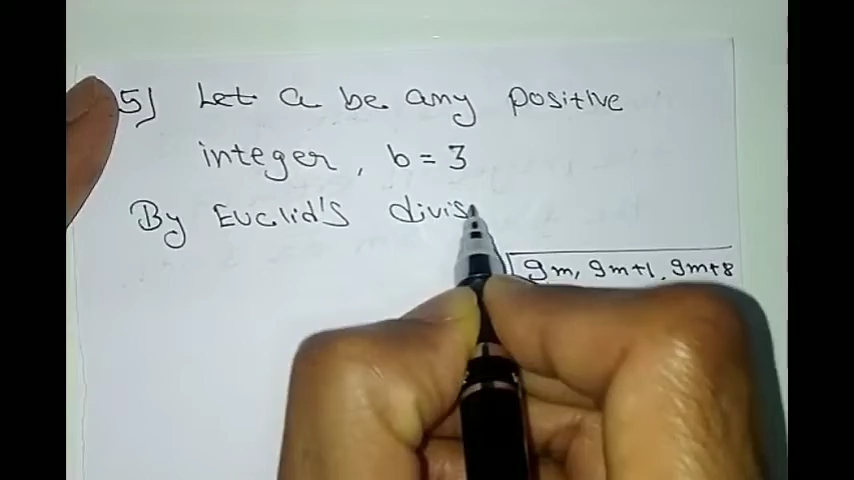 5) Let a be any positive
integer, b = 3
By Euclid's divis
9m, 9m+1, 9m+8